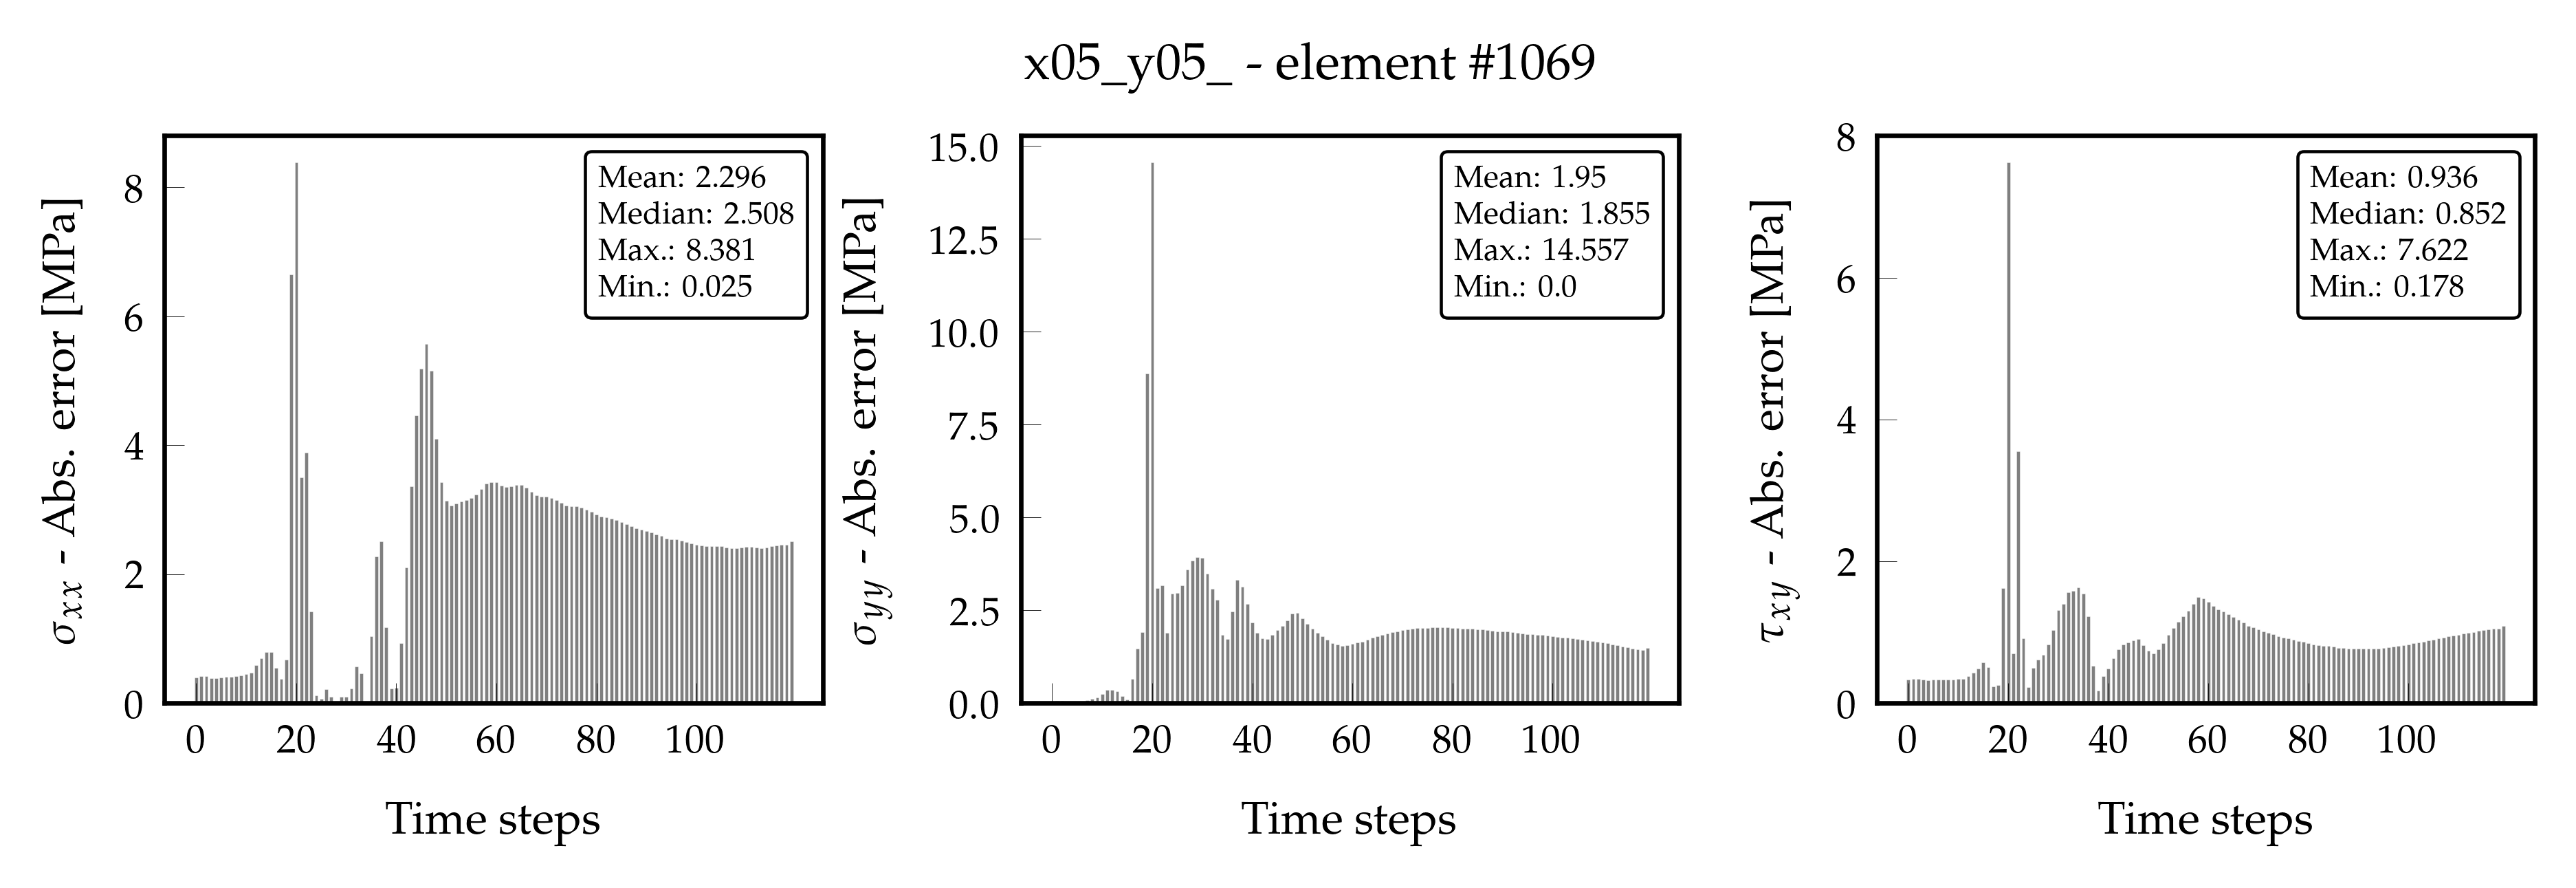 x05_y05_ - element #1069
σxx - Abs. error [MPa]
8
6
4
2
0
Mean: 2.296
Median: 2.508
Max.: 8.381
Min.: 0.025
0 20 40 60 80 100
Time steps
σyy - Abs. error [MPa]
15.0
12.5
10.0
7.5
5.0
2.5
0.0
Mean: 1.95
Median: 1.855
Max.: 14.557
Min.: 0.0
0 20 40 60 80 100
Time steps
τxy - Abs. error [MPa]
8
6
4
2
0
Mean: 0.936
Median: 0.852
Max.: 7.622
Min.: 0.178
0 20 40 60 80 100
Time steps